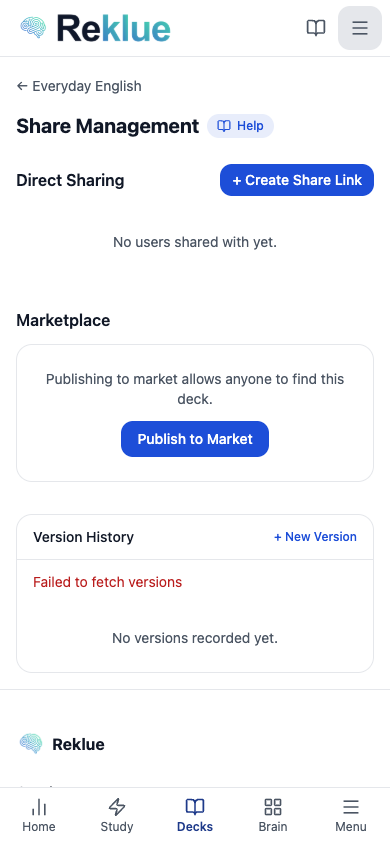 Reklue
← Everyday English
Share Management
Help
Direct Sharing
+ Create Share Link
No users shared with yet.
Marketplace
Publishing to market allows anyone to find this
deck.
Publish to Market
Version History
+ New Version
Failed to fetch versions
No versions recorded yet.
Reklue
Home
Study
Decks
Brain
Menu